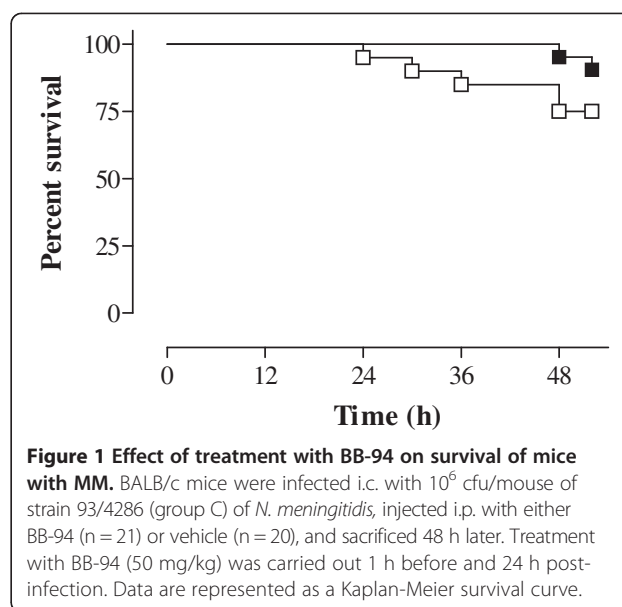 100
75
50
25
0
Percent survival
0 12 24 36 48
Time (h)
Figure 1 Effect of treatment with BB-94 on survival of mice
with MM. BALB/c mice were infected i.c. with 10⁶ cfu/mouse of
strain 93/4286 (group C) of N. meningitidis, injected i.p. with either
BB-94 (n = 21) or vehicle (n = 20), and sacrificed 48 h later. Treatment
with BB-94 (50 mg/kg) was carried out 1 h before and 24 h post-
infection. Data are represented as a Kaplan-Meier survival curve.